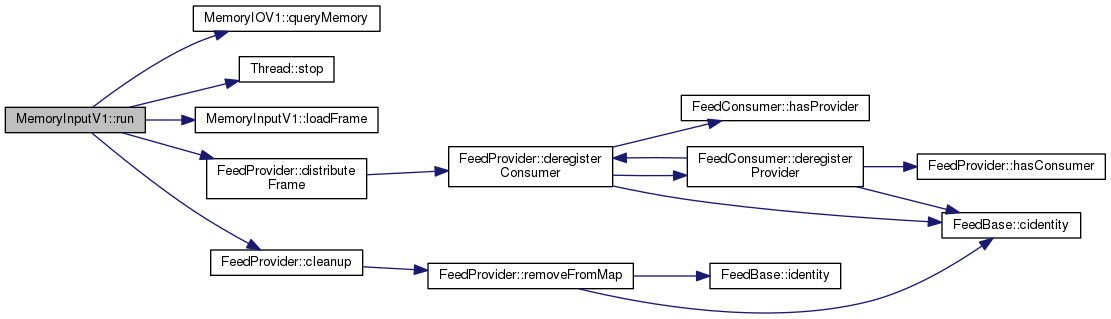 MemoryIOV1::queryMemory
Thread::stop
MemoryInputV1::run
MemoryInputV1::loadFrame
FeedProvider::distribute
Frame
FeedProvider::cleanup
FeedProvider::deregister
Consumer
FeedProvider::removeFromMap
FeedConsumer::hasProvider
FeedConsumer::deregister
Provider
FeedBase::identity
FeedProvider::hasConsumer
FeedBase::cidentity